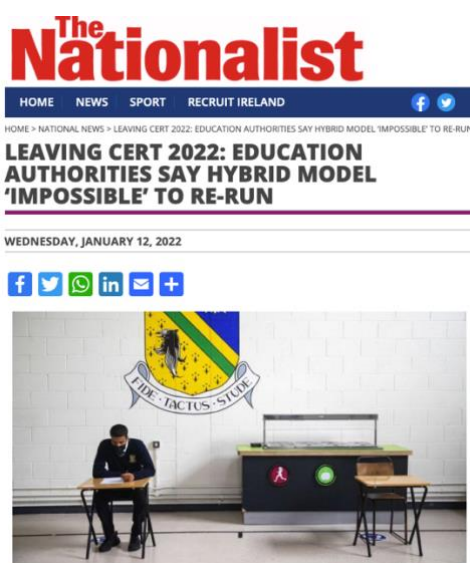 The
Nationalist
HOME NEWS SPORT RECRUIT IRELAND
HOME > NATIONAL NEWS > LEAVING CERT 2022: EDUCATION AUTHORITIES SAY HYBRID MODEL 'IMPOSSIBLE' TO RE-RUN
LEAVING CERT 2022: EDUCATION
AUTHORITIES SAY HYBRID MODEL
'IMPOSSIBLE' TO RE-RUN
WEDNESDAY, JANUARY 12, 2022
FIDE · TACTUS · STUDE